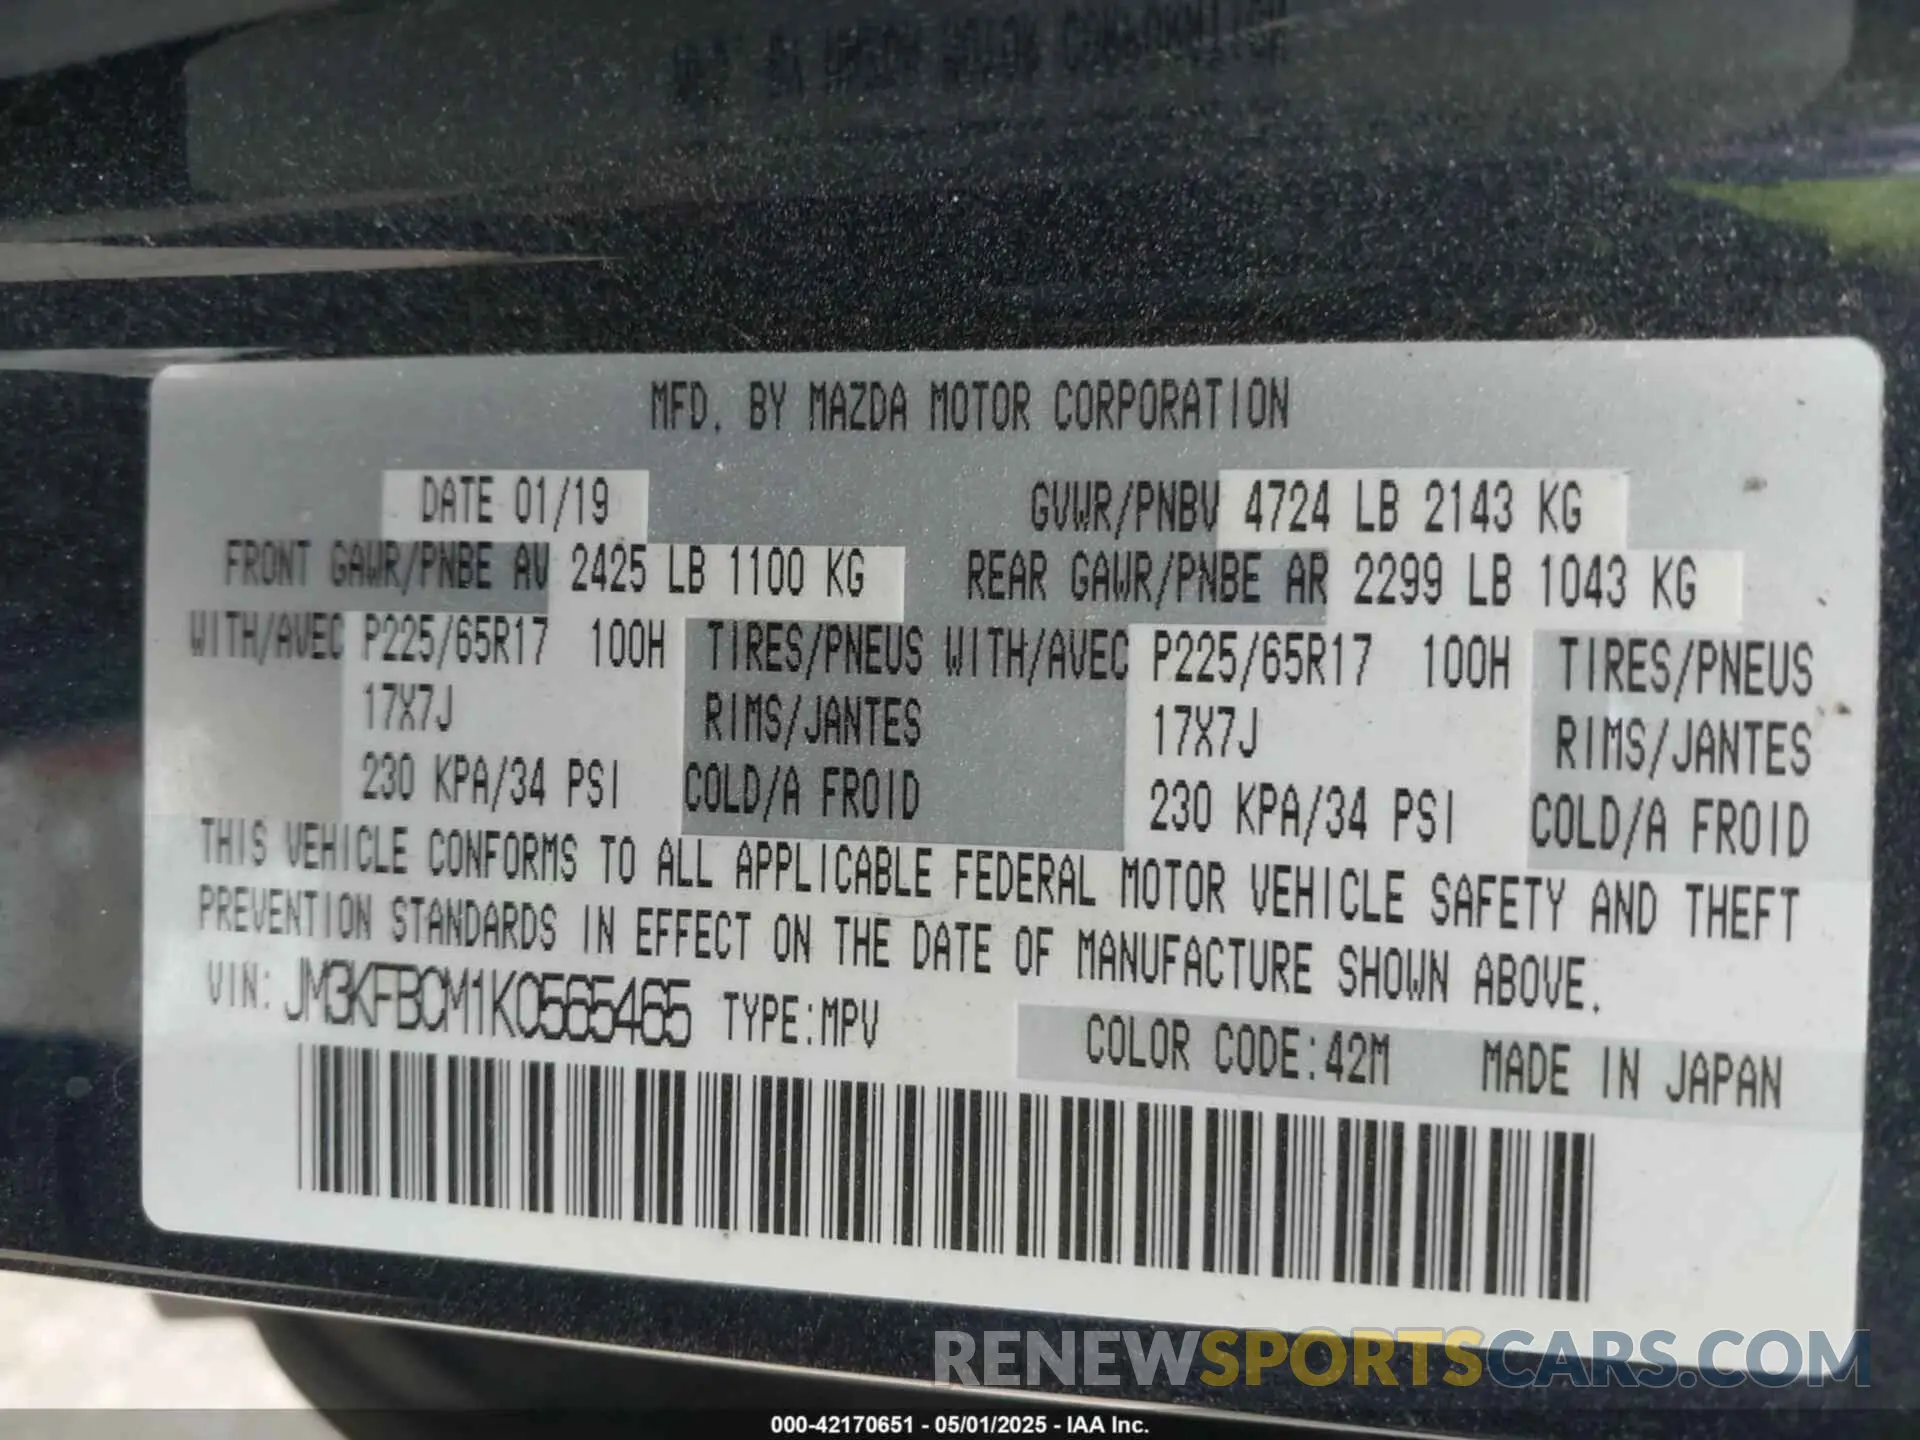 MFD. BY MAZDA MOTOR CORPORATION
DATE 01/19 GVWR/PNBV 4724 LB 2143 KG
FRONT GAWR/PNBE AV 2425 LB 1100 KG REAR GAWR/PNBE AR 2299 LB 1043 KG
WITH/AVEC P225/65R17 100H TIRES/PNEUS WITH/AVEC P225/65R17 100H TIRES/PNEUS
17X7J RIMS/JANTES 17X7J RIMS/JANTES
230 KPA/34 PSI COLD/A FROID 230 KPA/34 PSI COLD/A FROID
THIS VEHICLE CONFORMS TO ALL APPLICABLE FEDERAL MOTOR VEHICLE SAFETY AND THEFT
PREVENTION STANDARDS IN EFFECT ON THE DATE OF MANUFACTURE SHOWN ABOVE.
VIN: JM3KFBCM1K0565465 TYPE:MPV COLOR CODE:42M MADE IN JAPAN
RENEWSPORTSCARS.COM
000-42170651 - 05/01/2025 - IAA Inc.